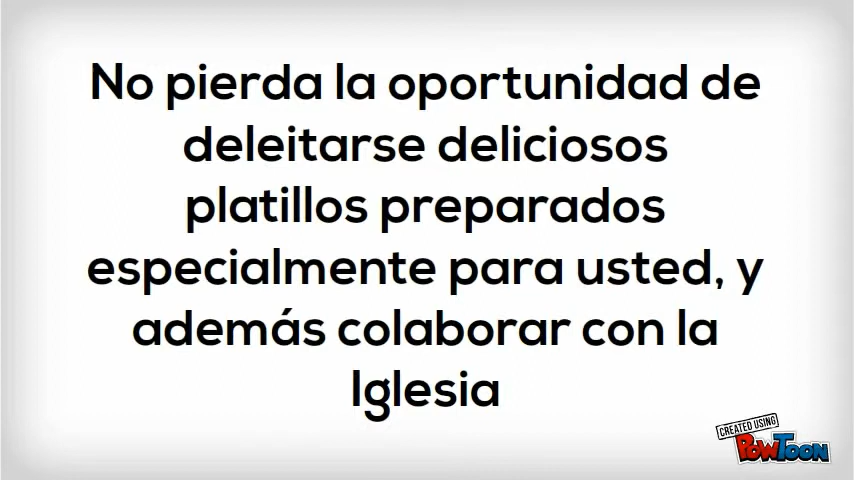 No pierda la oportunidad de
deleitarse deliciosos
platillos preparados
especialmente para usted, y
además colaborar con la
Iglesia
CREATED USING
POWTOON